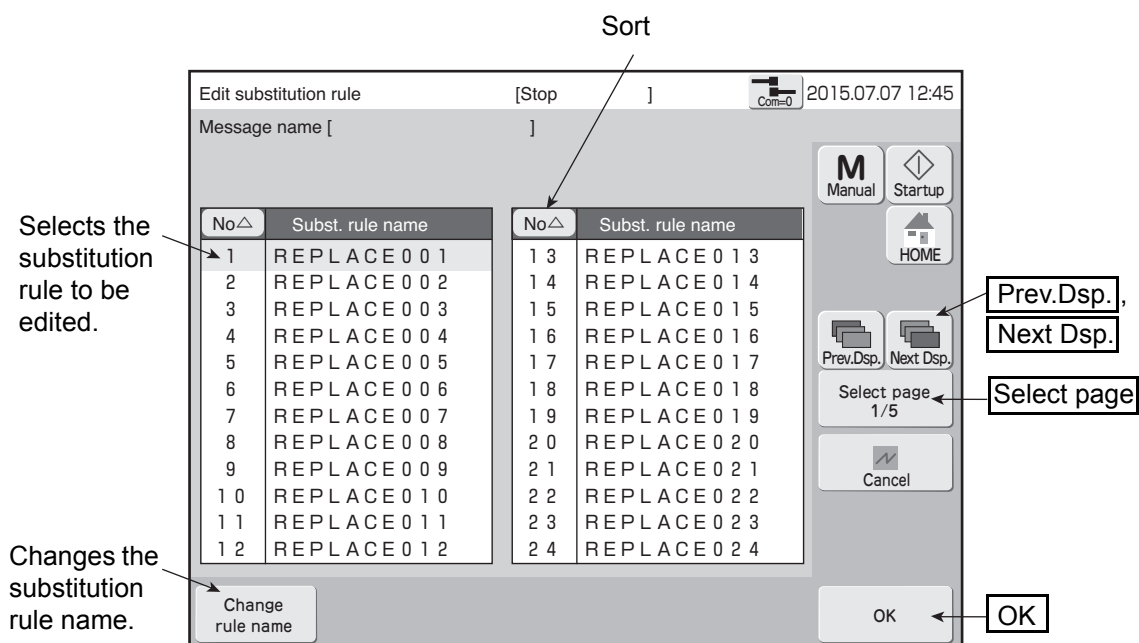 Sort
Edit substitution rule [Stop ] Com=0 2015.07.07 12:45
Message name [ ]
M
Manual
Startup
HOME
Selects the
substitution
rule to be
edited.
No△ Subst. rule name
1 REPLACE001
2 REPLACE002
3 REPLACE003
4 REPLACE004
5 REPLACE005
6 REPLACE006
7 REPLACE007
8 REPLACE008
9 REPLACE009
10 REPLACE010
11 REPLACE011
12 REPLACE012
No△ Subst. rule name
13 REPLACE013
14 REPLACE014
15 REPLACE015
16 REPLACE016
17 REPLACE017
18 REPLACE018
19 REPLACE019
20 REPLACE020
21 REPLACE021
22 REPLACE022
23 REPLACE023
24 REPLACE024
Prev.Dsp.
Next Dsp.
Prev.Dsp.,
Next Dsp.
Select page
1/5
Select page
Cancel
Changes the
substitution
rule name.
Change
rule name
OK
OK